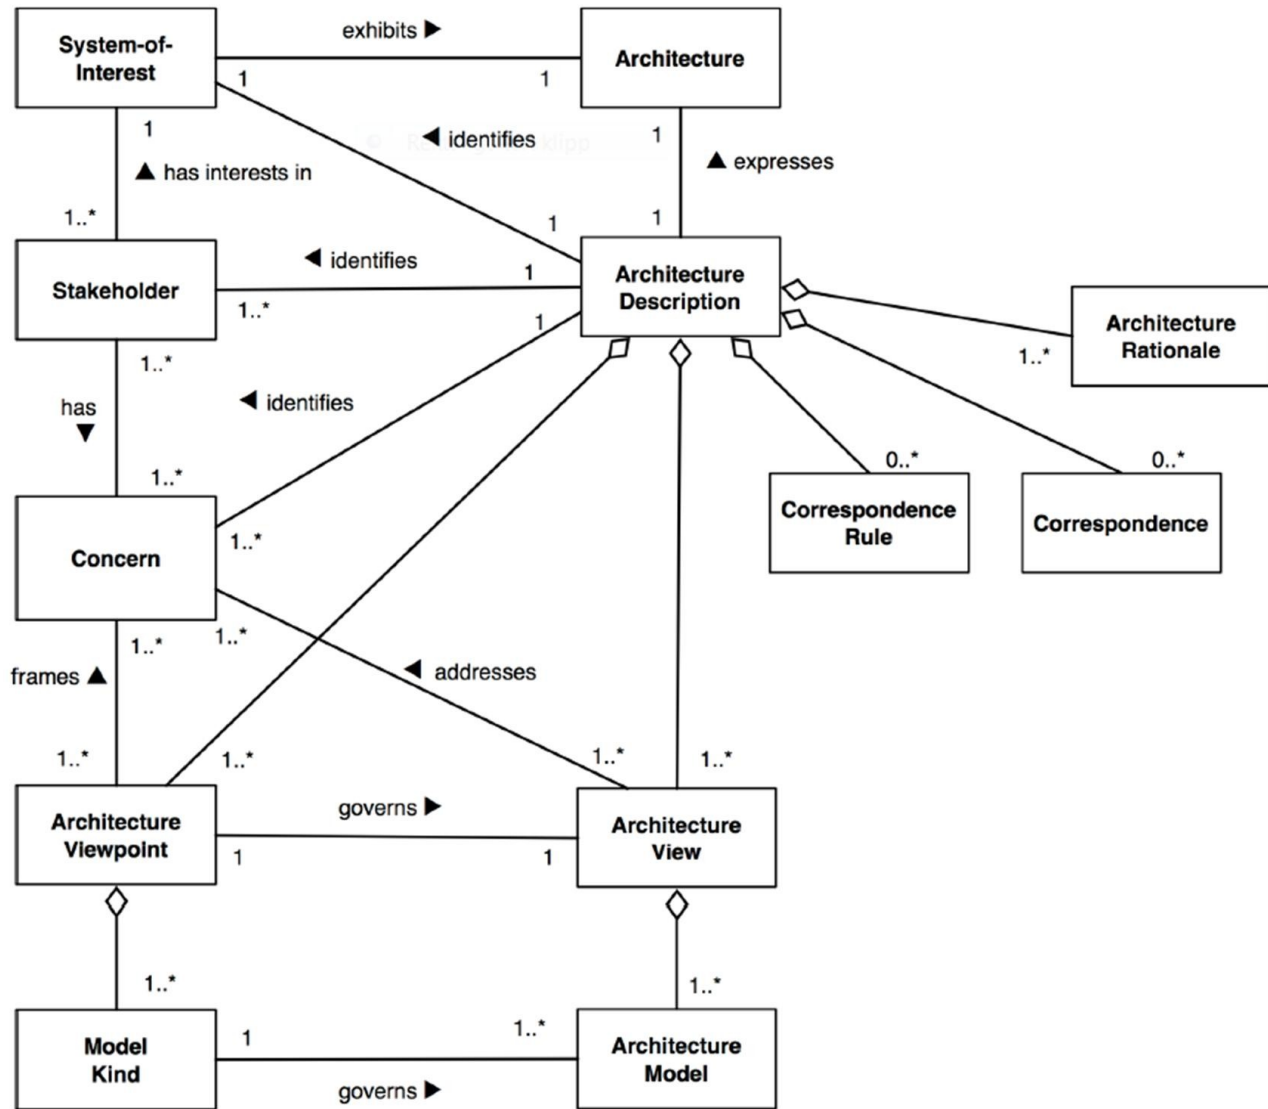 exhibits ▶
System-of-
Interest
Architecture
1
1
1
1
◀ identifies
© Re
klipp
▲ has interests in
▲ expresses
1..*
1
1
◀ identifies
1
Stakeholder
1..*
Architecture
Description
1
Architecture
Rationale
1..*
1..*
has
▼
◀ identifies
1..*
0..*
0..*
Concern
1..*
Correspondence
Rule
Correspondence
1..*
1..*
frames ▲
◀ addresses
1..*
1..*
1..*
1..*
Architecture
Viewpoint
governs ▶
1
1
Architecture
View
1..*
1..*
Model
Kind
1
1..*
governs ▶
Architecture
Model